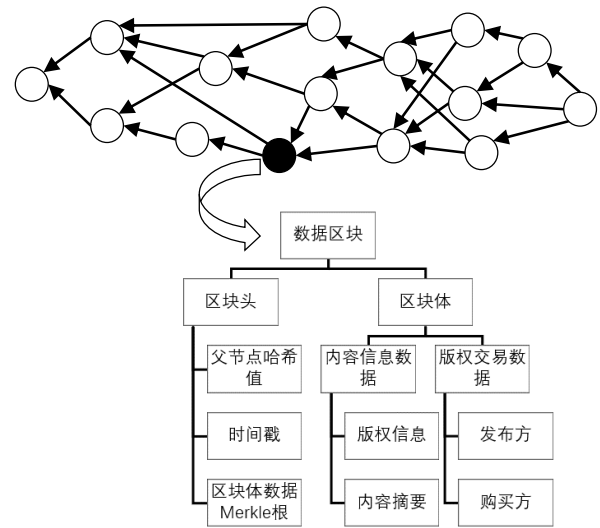 数据区块
区块头
区块体
父节点哈希
值
内容信息数
据
版权交易数
据
时间戳
版权信息
发布方
区块体数据
Merkle根
内容摘要
购买方